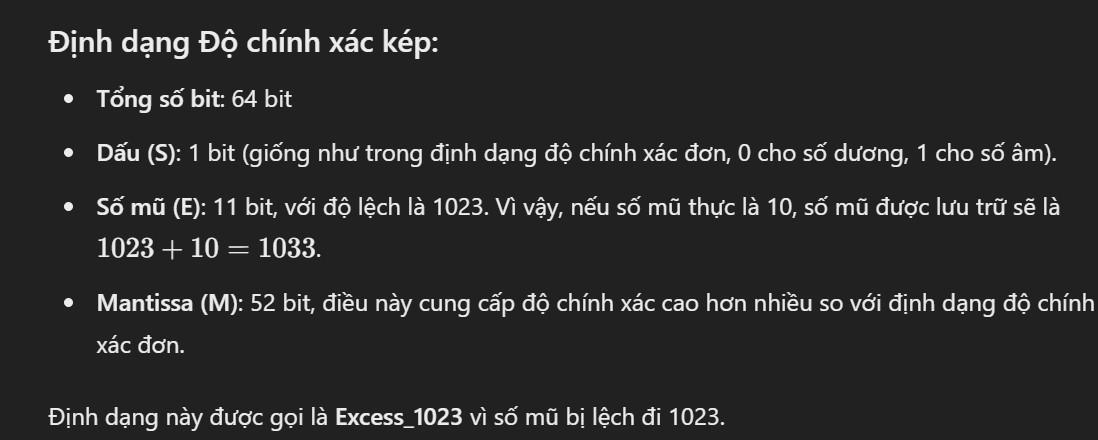 Định dạng Độ chính xác kép:
• Tổng số bit: 64 bit
• Dấu (S): 1 bit (giống như trong định dạng độ chính xác đơn, 0 cho số dương, 1 cho số âm).
• Số mũ (E): 11 bit, với độ lệch là 1023. Vì vậy, nếu số mũ thực là 10, số mũ được lưu trữ sẽ là
1023 + 10 = 1033.
• Mantissa (M): 52 bit, điều này cung cấp độ chính xác cao hơn nhiều so với định dạng độ chính
xác đơn.
Định dạng này được gọi là Excess_1023 vì số mũ bị lệch đi 1023.